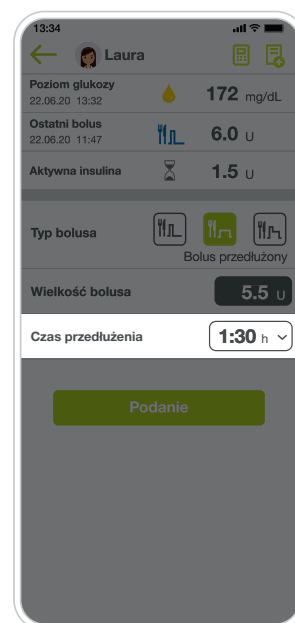 13:34
Laura
Poziom glukozy
22.06.20 13:32
172 mg/dL
Ostatni bolus
22.06.20 11:47
6.0 U
Aktywna insulina
1.5 U
Typ bolusa
Bolus przedłużony
Wielkość bolusa
5.5 U
Czas przedłużenia
1:30 h
Podanie